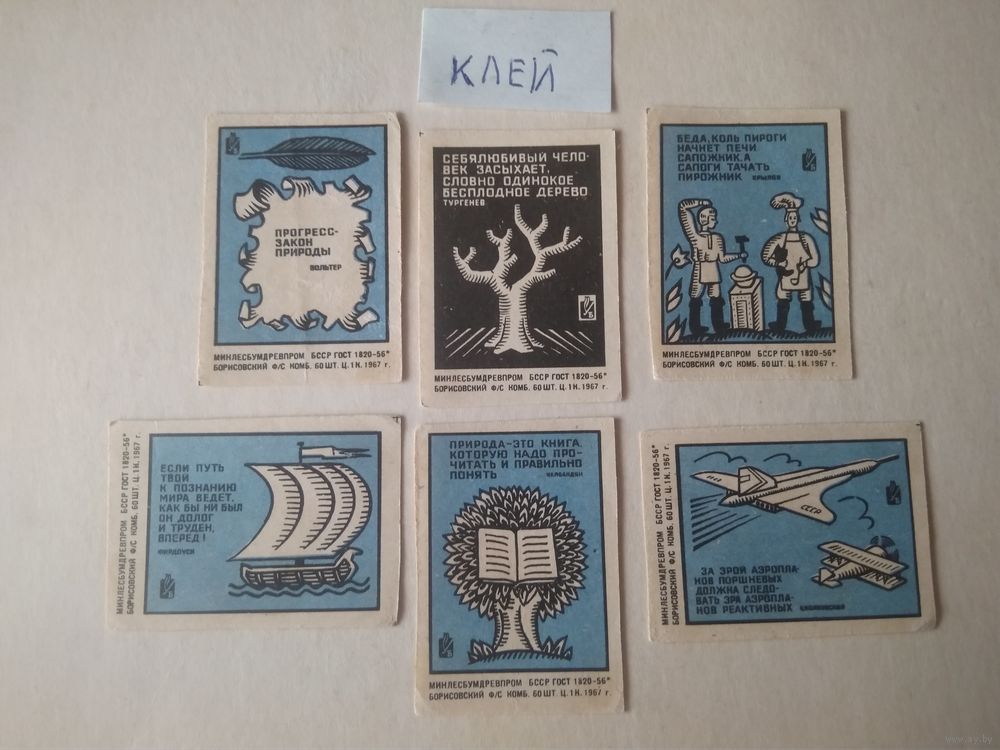 КЛЕЙ
ПРОГРЕСС-
ЗАКОН
ПРИРОДЫ
ВОЛЬТЕР
МИНЛЕСБУМДРЕВПРОМ БССР ГОСТ 1820-56*
БОРИСОВСКИЙ Ф/С КОМБ. 60 ШТ. Ц. 1 К. 1967 г.
СЕБЯЛЮБИВЫЙ ЧЕЛО-
ВЕК ЗАСЫХАЕТ,
СЛОВНО ОДИНОКОЕ
БЕСПЛОДНОЕ ДЕРЕВО
ТУРГЕНЕВ
МИНЛЕСБУМДРЕВПРОМ БССР ГОСТ 1820-56*
БОРИСОВСКИЙ Ф/С КОМБ. 60 ШТ. Ц. 1 К. 1967 г.
БЕДА, КОЛЬ ПИРОГИ
НАЧНЕТ ПЕЧИ
САПОЖНИК, А
САПОГИ ТАЧАТЬ
ПИРОЖНИК КРЫЛОВ
МИНЛЕСБУМДРЕВПРОМ БССР ГОСТ 1820-56*
БОРИСОВСКИЙ Ф/С КОМБ. 60 ШТ. Ц. 1 К. 1967 г.
ЕСЛИ ПУТЬ
ТВОЙ
К ПОЗНАНИЮ
МИРА ВЕДЕТ,
КАК БЫ НИ БЫЛ
ОН ДОЛОГ
И ТРУДЕН,
ВПЕРЕД!
ФИРДОУСИ
МИНЛЕСБУМДРЕВПРОМ БССР ГОСТ 1820-56*
БОРИСОВСКИЙ Ф/С КОМБ. 60 ШТ. Ц. 1 К. 1967 г.
ПРИРОДА-ЭТО КНИГА,
КОТОРУЮ НАДО ПРО-
ЧИТАТЬ И ПРАВИЛЬНО
ПОНЯТЬ
МИНЛЕСБУМДРЕВПРОМ БССР ГОСТ 1820-56*
БОРИСОВСКИЙ Ф/С КОМБ. 60 ШТ. Ц. 1 К. 1967 г.
СССР
ЗА ЭРОЙ АЭРОПЛА-
НОВ ПОРШНЕВЫХ
ДОЛЖНА СЛЕДО-
ВАТЬ ЭРА АЭРОПЛА-
НОВ РЕАКТИВНЫХ ЦИОЛКОВСКИЙ
МИНЛЕСБУМДРЕВПРОМ БССР ГОСТ 1820-56*
БОРИСОВСКИЙ Ф/С КОМБ. 60 ШТ. Ц. 1 К. 1967 г.
www.ay.by